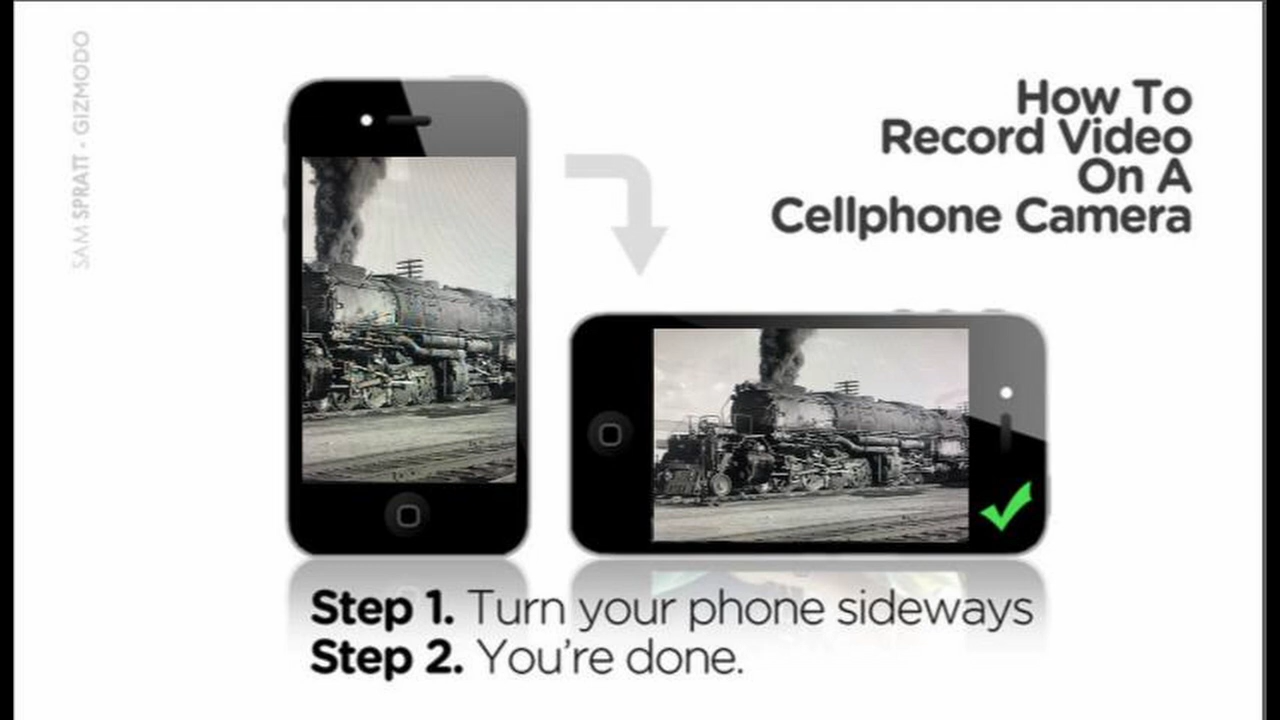 SAM SPRATT - GIZMODO
How To
Record Video
On A
Cellphone Camera
Step 1. Turn your phone sideways
Step 2. You're done.